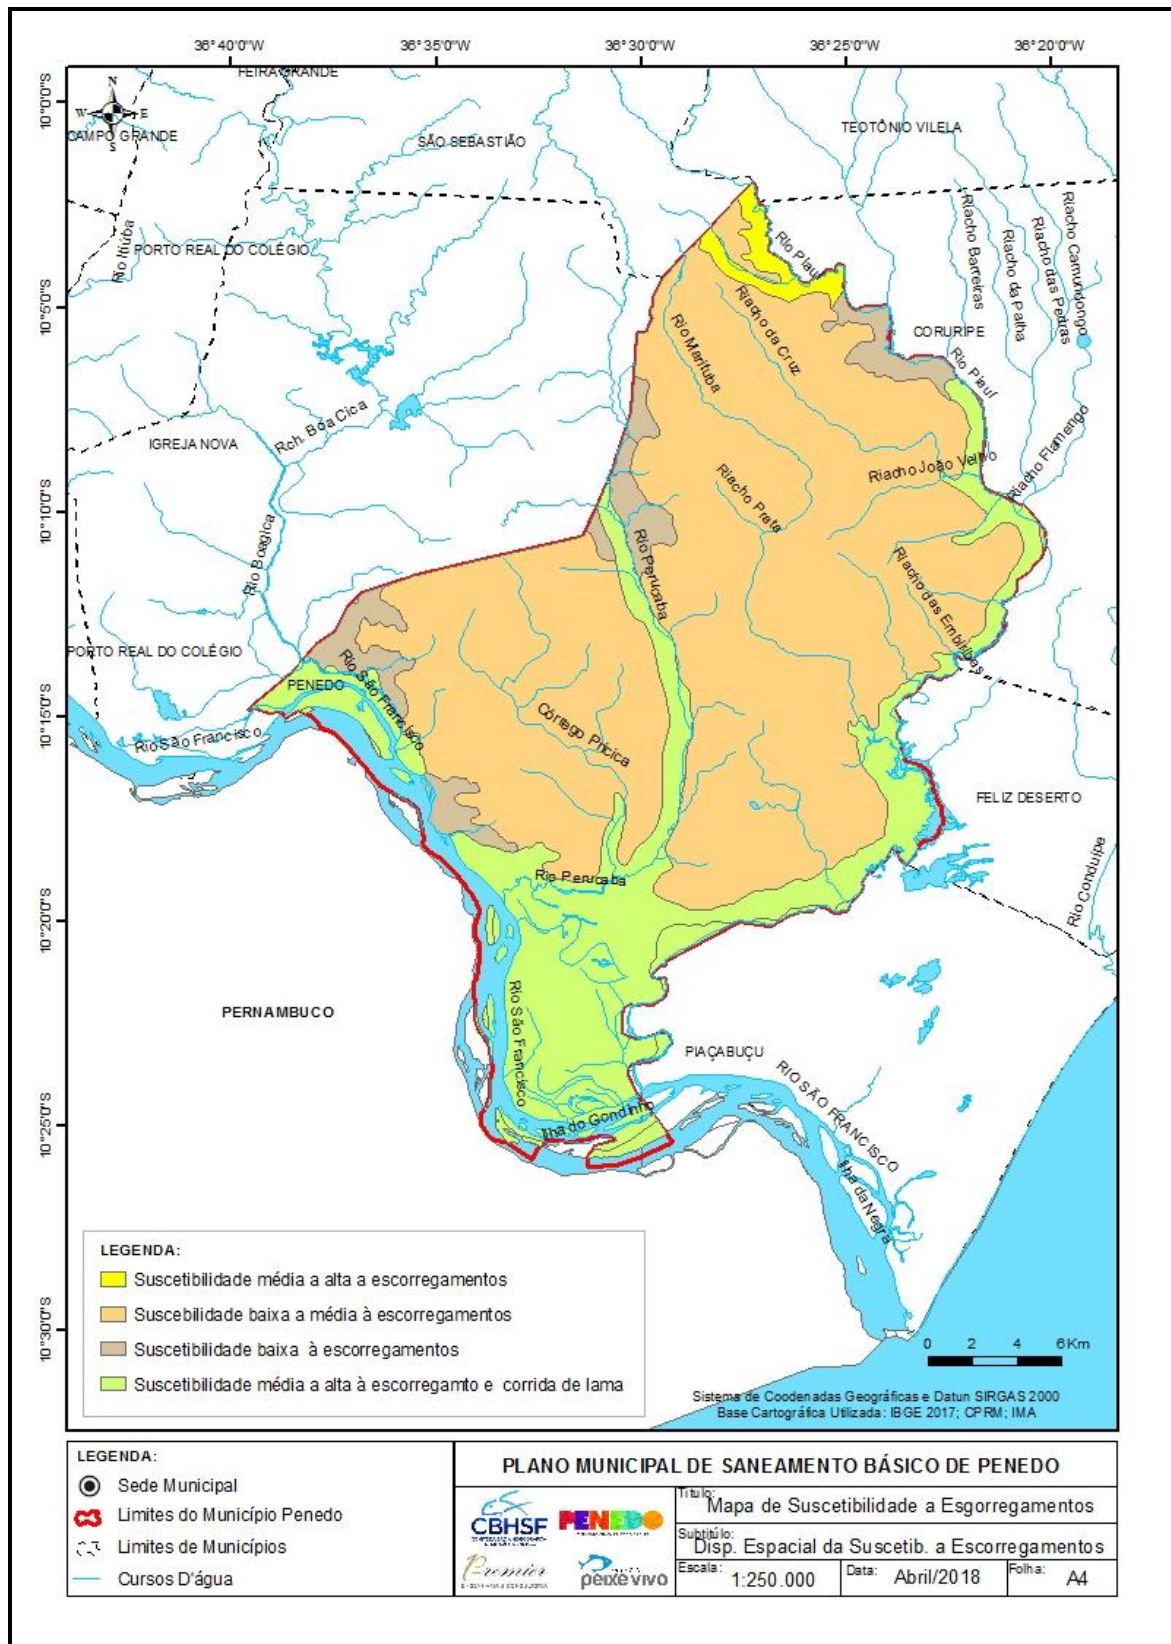 36°40'0"W 36°35'0"W 36°30'0"W 36°25'0"W 36°20'0"W
10°0'0"S
10°5'0"S
10°10'0"S
10°15'0"S
10°20'0"S
10°25'0"S
10°30'0"S
N
W E
S
FEIRA GRANDE
CAMPO GRANDE
SÃO SEBASTIÃO
TEOTÔNIO VILELA
Rio Itiúba
PORTO REAL DO COLÉGIO
Rio Piauí
Riacho Barreiras
Riacho da Palha
Riacho das Pedras
Riacho Camundongo
CORURIPE
Rio Marituba
Riacho da Cruz
Rio Piauí
IGREJA NOVA
Rch. Boa Cica
Riacho João Velho
Riacho Flamengo
Riacho Prata
Rio Boagica
Rio Perucaba
Riacho das Embiribas
PORTO REAL DO COLÉGIO
PENEDO
Rio São Francisco
Rio São Francisco
Córrego Pricica
FELIZ DESERTO
Rio Conduipe
Rio Perucaba
PERNAMBUCO
Rio São Francisco
PIAÇABUÇU
RIO SÃO FRANCISCO
Ilha do Gondinho
Ilha da Negra
LEGENDA:
Suscetibilidade média a alta a escorregamentos
Suscebilidade baixa a média à escorregamentos
Suscetibilidade baixa à escorregamentos
Suscetibilidade média a alta à escorregamto e corrida de lama
0 2 4 6 Km
Sistema de Coodenadas Geográficas e Datun SIRGAS 2000
Base Cartográfica Utilizada: IBGE 2017; CPRM; IMA
LEGENDA:
Sede Municipal
Limites do Município Penedo
Limites de Municípios
Cursos D'água
PLANO MUNICIPAL DE SANEAMENTO BÁSICO DE PENEDO
CBHSF
PENEDO
Premier
peixe vivo
Título:
Mapa de Suscetibilidade a Esgorregamentos
Subtítulo:
Disp. Espacial da Suscetib. a Escorregamentos
Escala: 1:250.000
Data: Abril/2018
Folha: A4